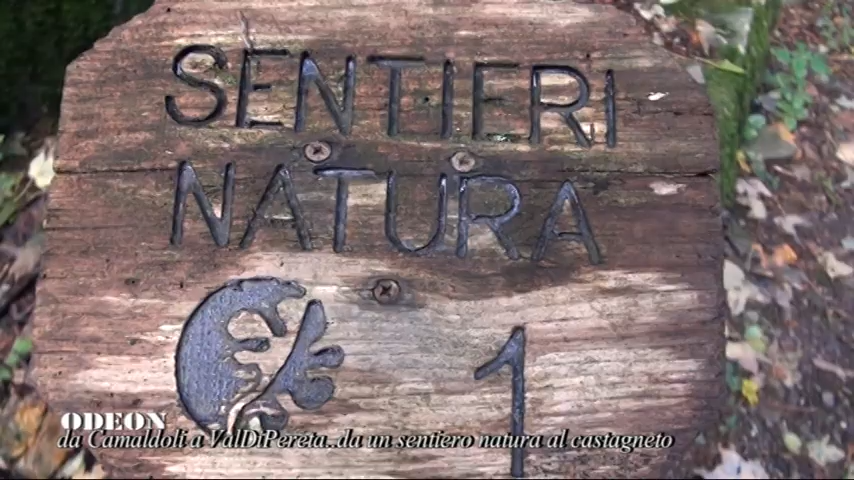 SENTIERI
NATURA
1
ODEON
da Camaldoli a ValDiPereta..da un sentiero natura al castagneto